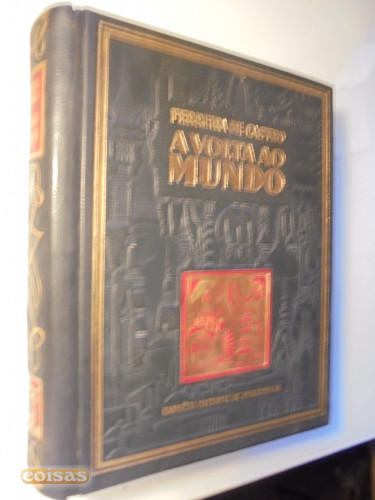 FERREIRA DE CASTRO
A VOLTA AO
MUNDO
coisas